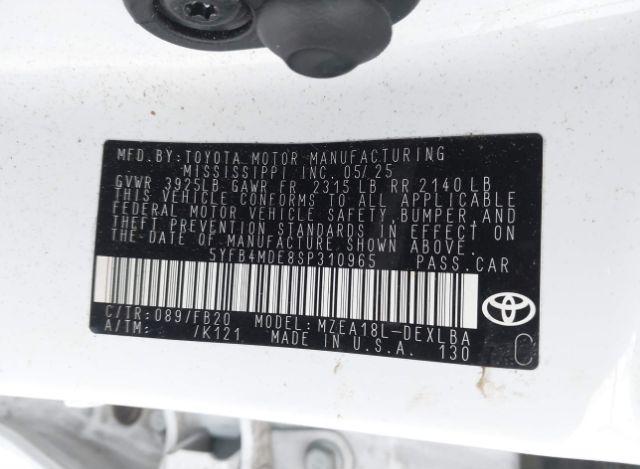 MFD.BY:TOYOTA MOTOR MANUFACTURING
MISSISSIPPI INC. 05/25
GVWR 3925LB GAWR FR 2315 LB RR 2140 LB
THIS VEHICLE CONFORMS TO ALL APPLICABLE
FEDERAL MOTOR VEHICLE SAFETY, BUMPER, AND
THEFT PREVENTION STANDARDS IN EFFECT
ON THE DATE OF MANUFACTURE SHOWN ABOVE.
5YFB4MDE8SP310965 PASS.CAR
C/TR:089/FB20 MODEL:MZEA18L-DEXLBA
A/TM: /K121 MADE IN U.S.A. 130
C